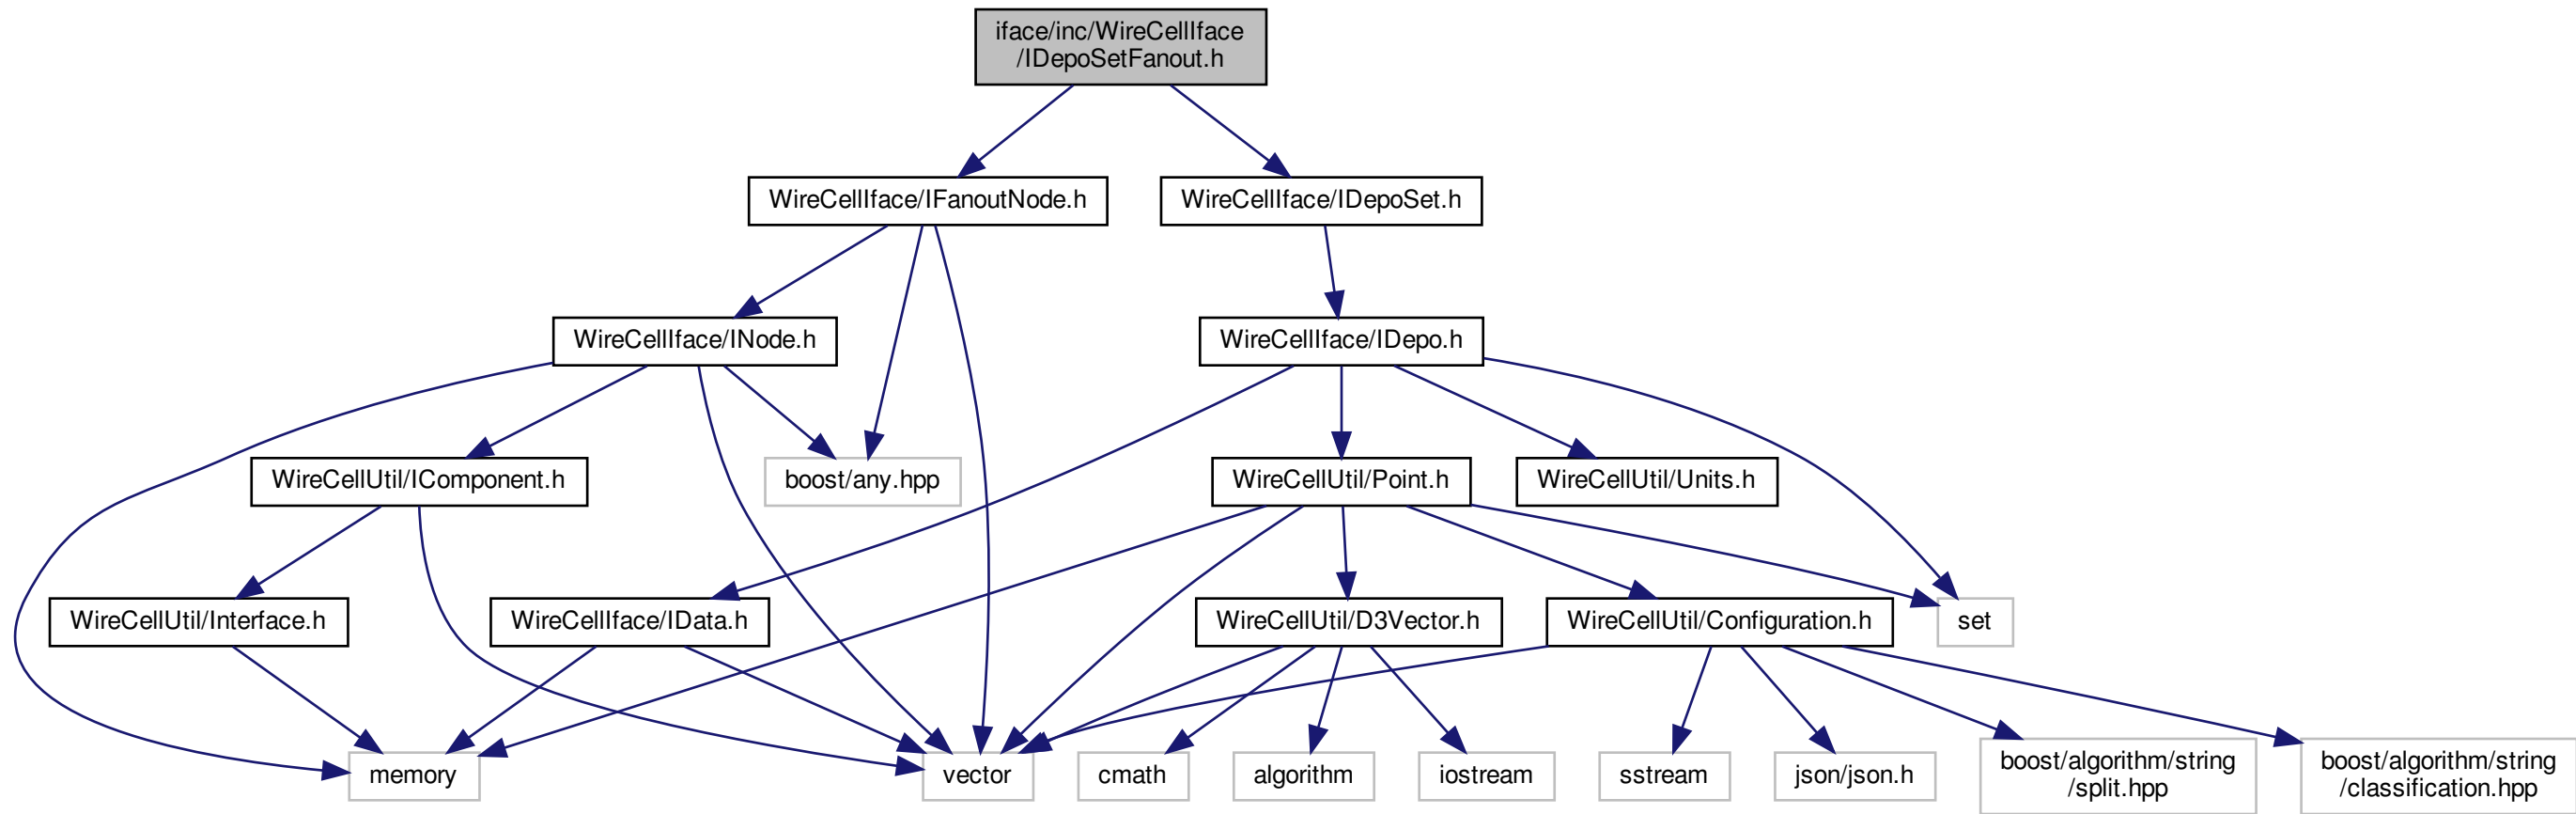 iface/inc/WireCellIface
/IDepoSetFanout.h
WireCellIface/IFanoutNode.h
WireCellIface/IDepoSet.h
WireCellIface/INode.h
WireCellIface/IDepo.h
WireCellUtil/IComponent.h
boost/any.hpp
WireCellUtil/Point.h
WireCellUtil/Units.h
WireCellUtil/Interface.h
WireCellIface/IData.h
WireCellUtil/D3Vector.h
WireCellUtil/Configuration.h
set
memory
vector
cmath
algorithm
iostream
sstream
json/json.h
boost/algorithm/string
/split.hpp
boost/algorithm/string
/classification.hpp